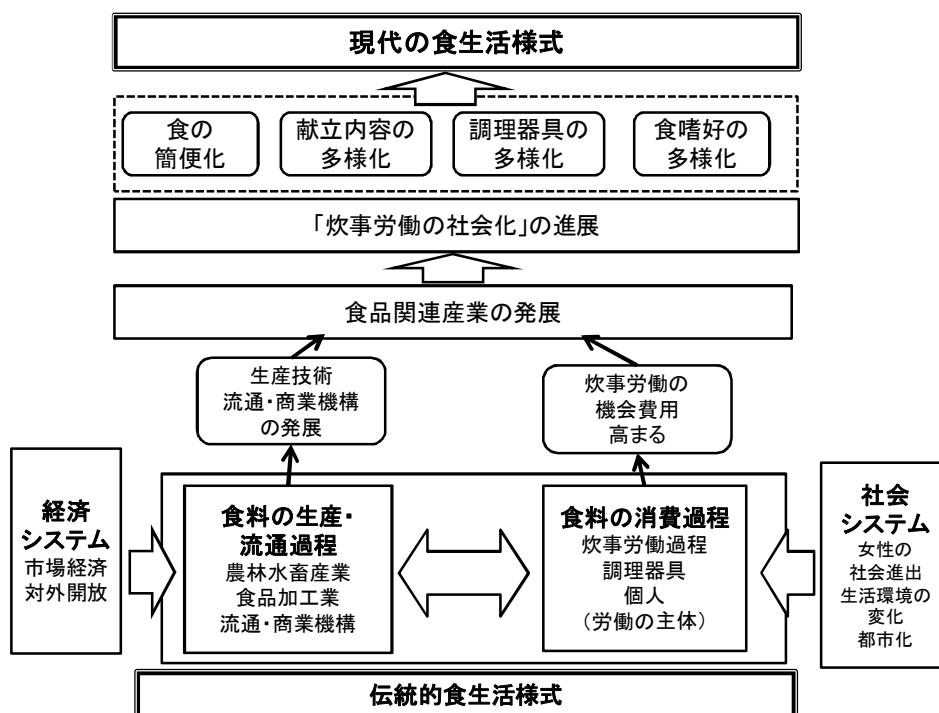 現代の食生活様式
食の
簡便化
献立内容の
多様化
調理器具の
多様化
食嗜好の
多様化
「炊事労働の社会化」の進展
食品関連産業の発展
生産技術
流通・商業機構
の発展
炊事労働の
機会費用
高まる
経済
システム
市場経済
対外開放
食料の生産・
流通過程
農林水畜産業
食品加工業
流通・商業機構
食料の消費過程
炊事労働過程
調理器具
個人
（労働の主体）
社会
システム
女性の
社会進出
生活環境の
変化
都市化
伝統的食生活様式